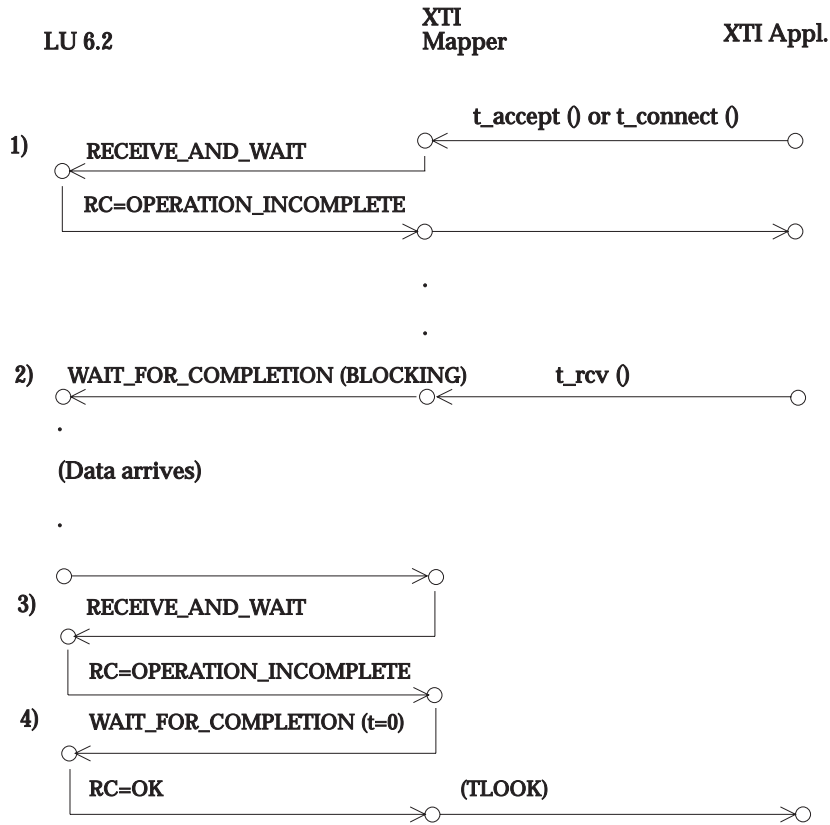 LU 6.2
XTI
Mapper
XTI Appl.
t_accept () or t_connect ()
1)
RECEIVE_AND_WAIT
RC=OPERATION_INCOMPLETE
.
.
2)
WAIT_FOR_COMPLETION (BLOCKING)
t_rcv ()
.
(Data arrives)
.
3)
RECEIVE_AND_WAIT
RC=OPERATION_INCOMPLETE
4)
WAIT_FOR_COMPLETION (t=0)
RC=OK
(TLOOK)